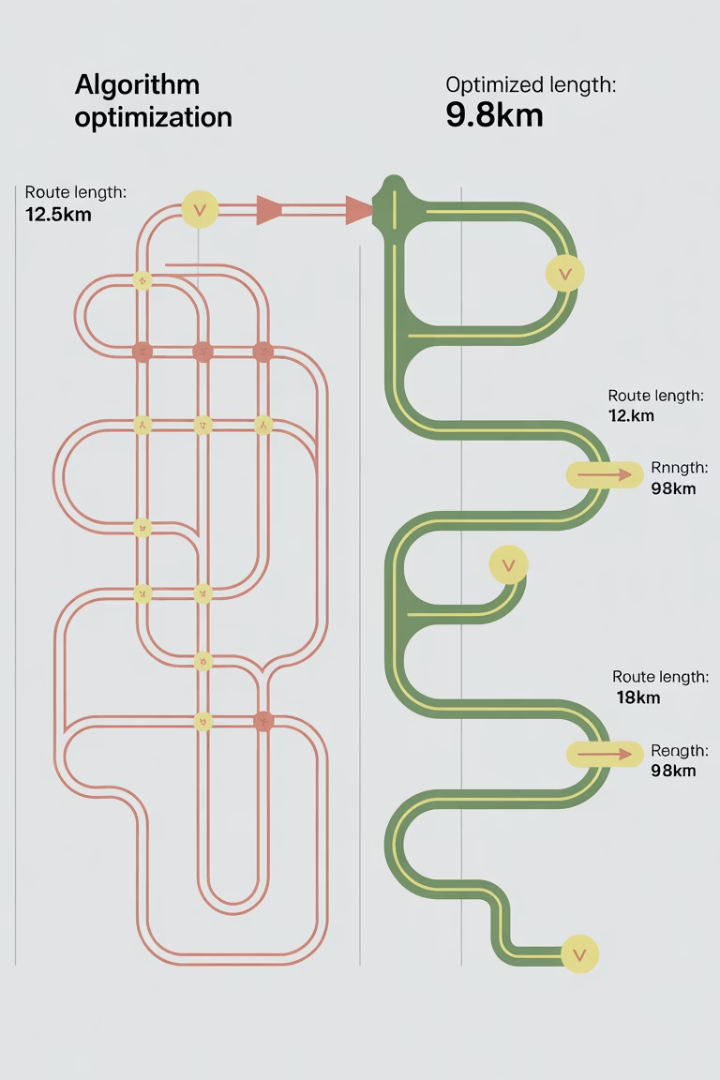 Algorithm
optimization
Optimized length:
9.8km
Route length:
12.5km
V
V
Route length:
12.km
Rnngth:
98km
V
Route length:
18km
Rength:
98km
V